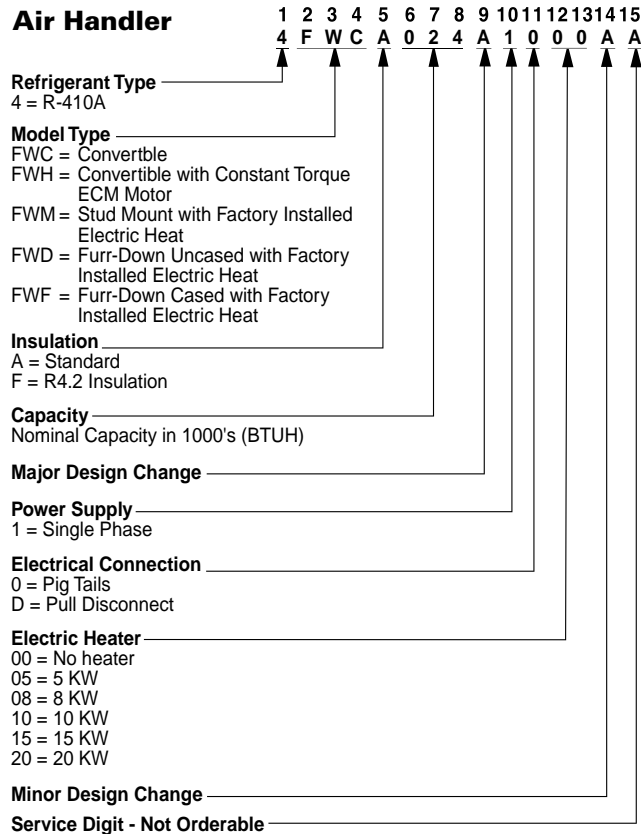 Air Handler
1 2 3 4 5 6 7 8 9 10 11 12 13 14 15
4 F W C A 0 2 4 A 1 0 0 0 A A
Refrigerant Type
4 = R-410A
Model Type
FWC = Convertble
FWH = Convertible with Constant Torque
ECM Motor
FWM = Stud Mount with Factory Installed
Electric Heat
FWD = Furr-Down Uncased with Factory
Installed Electric Heat
FWF = Furr-Down Cased with Factory
Installed Electric Heat
Insulation
A = Standard
F = R4.2 Insulation
Capacity
Nominal Capacity in 1000's (BTUH)
Major Design Change
Power Supply
1 = Single Phase
Electrical Connection
0 = Pig Tails
D = Pull Disconnect
Electric Heater
00 = No heater
05 = 5 KW
08 = 8 KW
10 = 10 KW
15 = 15 KW
20 = 20 KW
Minor Design Change
Service Digit - Not Orderable